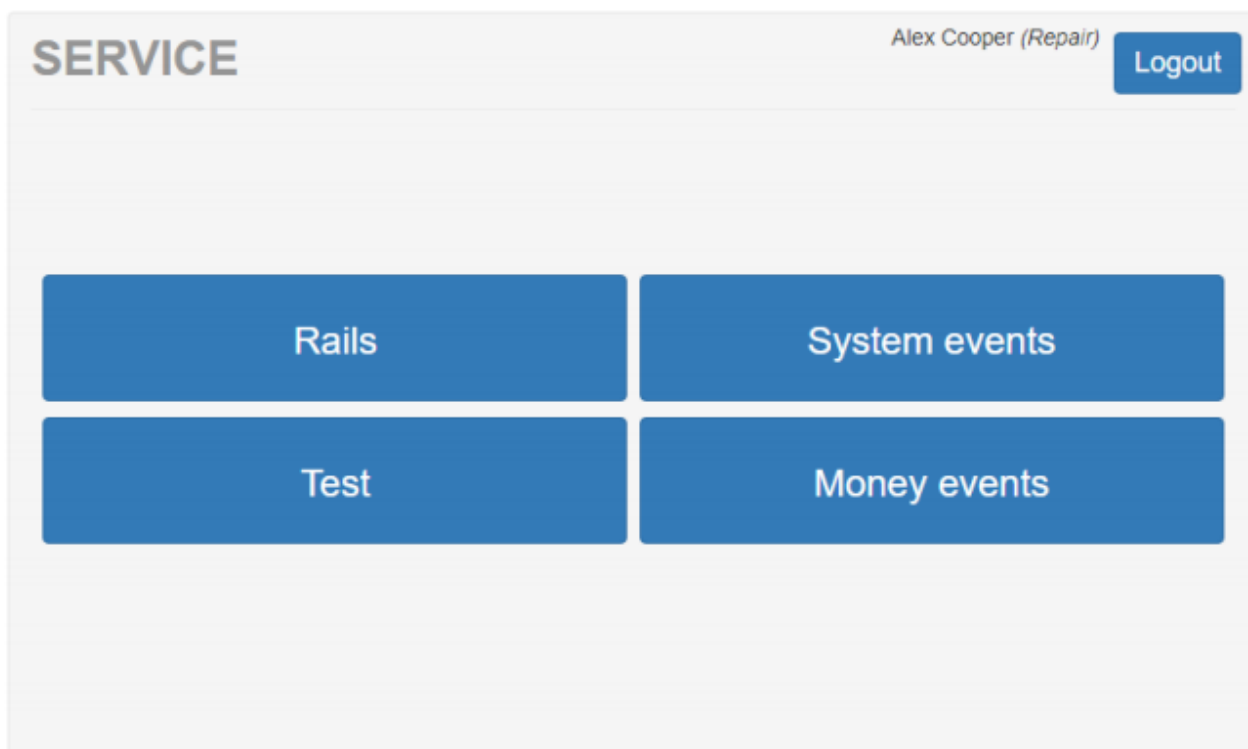 SERVICE
Alex Cooper (Repair)
Logout
Rails
System events
Test
Money events